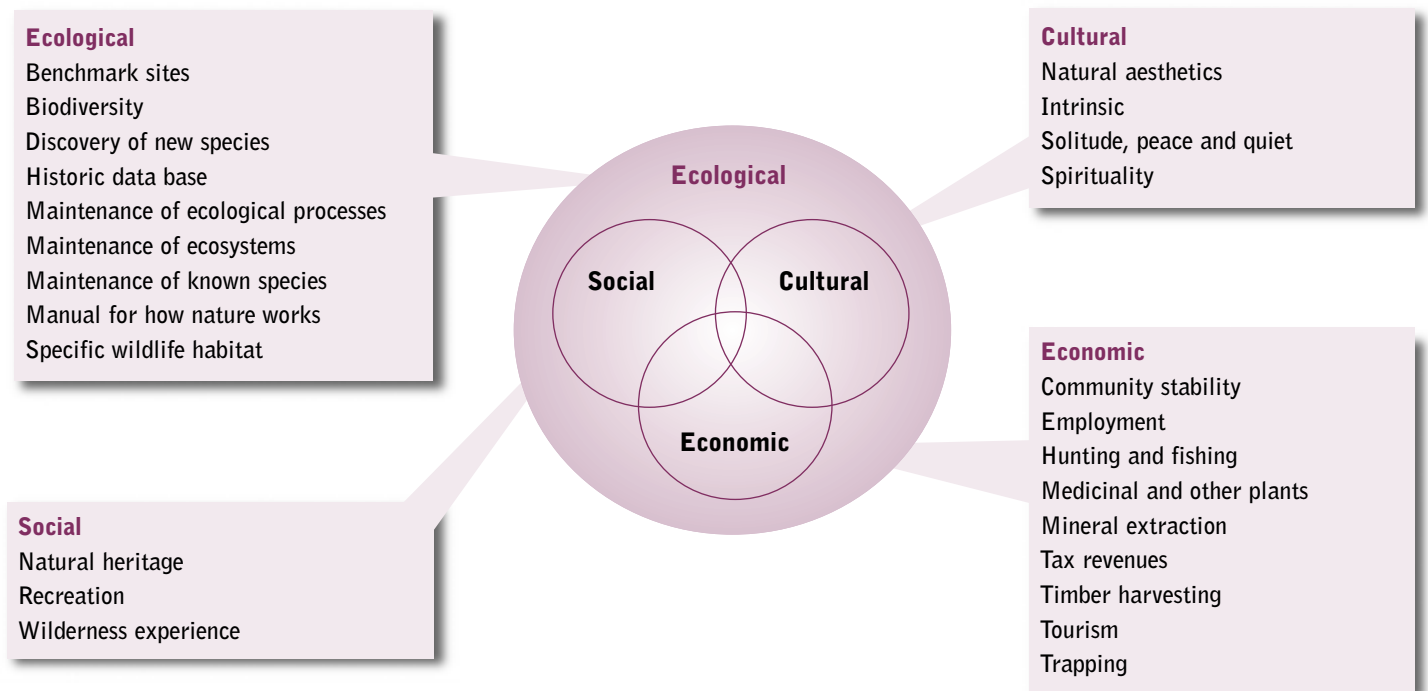 Ecological
Benchmark sites
Biodiversity
Discovery of new species
Historic data base
Maintenance of ecological processes
Maintenance of ecosystems
Maintenance of known species
Manual for how nature works
Specific wildlife habitat
Cultural
Natural aesthetics
Intrinsic
Solitude, peace and quiet
Spirituality
Ecological
Social
Cultural
Economic
Social
Natural heritage
Recreation
Wilderness experience
Economic
Community stability
Employment
Hunting and fishing
Medicinal and other plants
Mineral extraction
Tax revenues
Timber harvesting
Tourism
Trapping